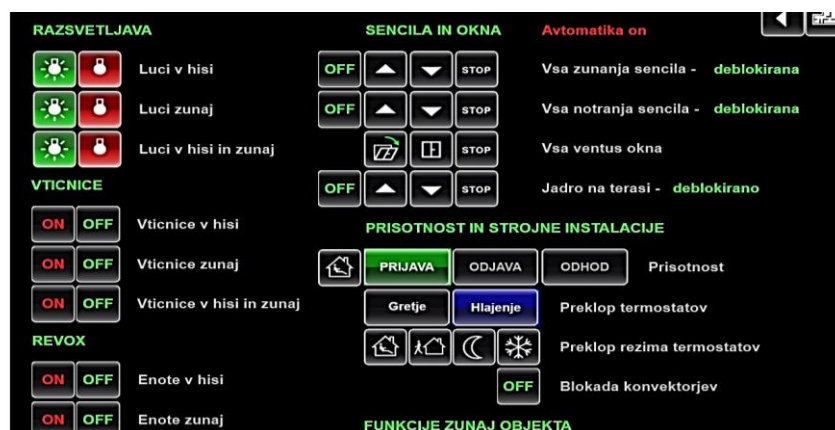 RAZSVETLJAVA
Luci v hisi
Luci zunaj
Luci v hisi in zunaj
VTICNICE
ON OFF Vticnice v hisi
ON OFF Vticnice zunaj
ON OFF Vticnice v hisi in zunaj
REVOX
ON OFF Enote v hisi
ON OFF Enote zunaj
SENCILA IN OKNA Avtomatika on
OFF STOP Vsa zunanja sencila - deblokirana
OFF STOP Vsa notranja sencila - deblokirana
STOP Vsa ventus okna
OFF STOP Jadro na terasi - deblokirano
PRISOTNOST IN STROJNE INSTALACIJE
PRIJAVA ODJAVA ODHOD Prisotnost
Gretje Hlajenje Preklop termostatov
Preklop rezima termostatov
OFF Blokada konvektorjev
FUNKCIJE ZUNAJ OBJEKTA